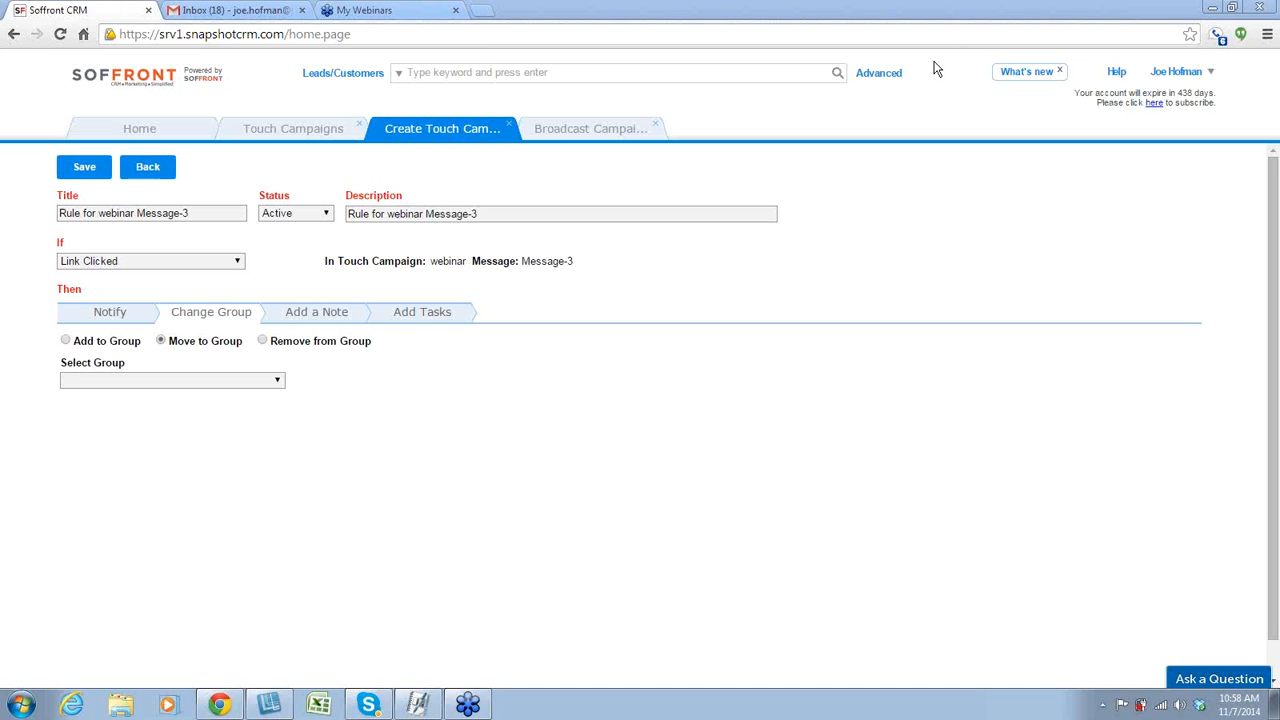 Soffront CRM
Inbox (18) - joe.hofman@
My Webinars
https://srv1.snapshotcrm.com/home.page
6
SOFFRONT
CRM•Marketing•Simplified
Powered by
SOFFRONT
Leads/Customers
Type keyword and press enter
Advanced
What's new x
Help
Joe Hofman
Your account will expire in 438 days.
Please click here to subscribe.
Home
Touch Campaigns
Create Touch Cam...
Broadcast Campai...
Save
Back
Title
Status
Description
Rule for webinar Message-3
Active
Rule for webinar Message-3
If
Link Clicked
In Touch Campaign: webinar Message: Message-3
Then
Notify
Change Group
Add a Note
Add Tasks
Add to Group
Move to Group
Remove from Group
Select Group
Ask a Question
10:58 AM
11/7/2014